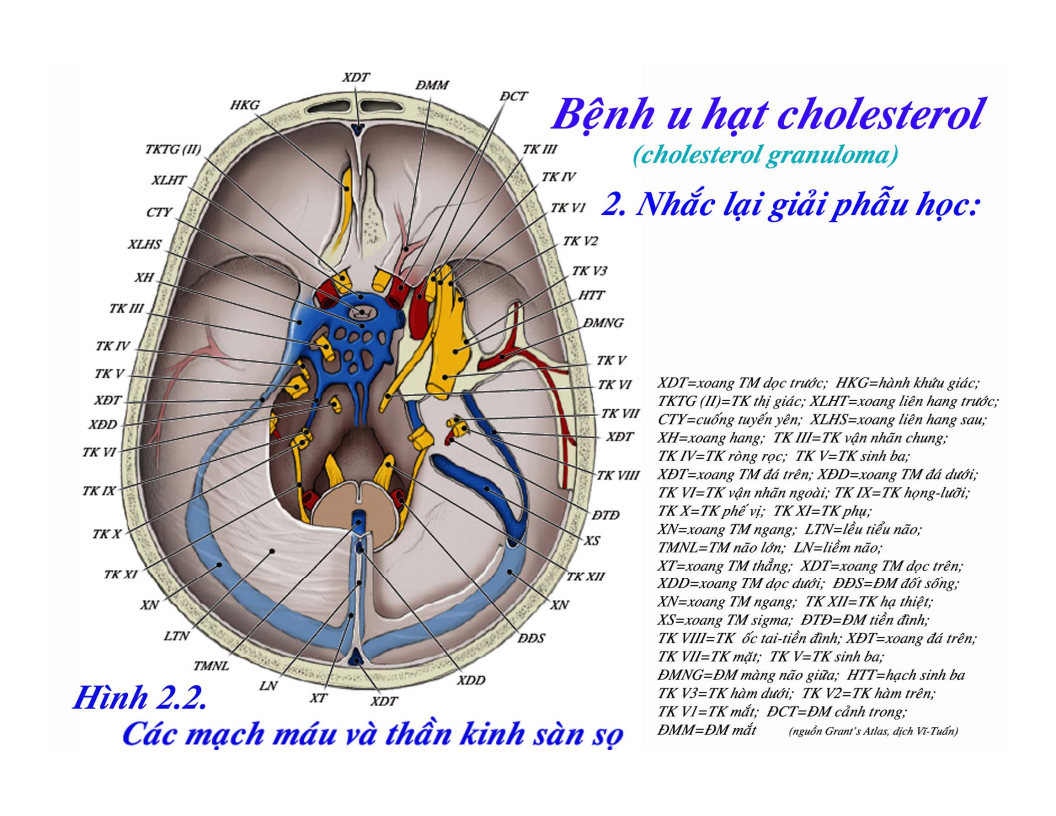 XDT
ĐMM
HKG
ĐCT
TKTG (II)
TK III
XLHT
TK IV
CTY
TK V1
XLHS
TK V2
XH
TK V3
TK III
HTT
ĐMNG
TK IV
TK V
TK V
TK VI
XĐT
TK VII
XĐD
XĐT
TK VI
TK VIII
TK IX
ĐTĐ
TK X
XS
TK XI
TK XII
XN
XN
LTN
ĐĐS
TMNL
XDD
LN
XT
XDT
Bệnh u hạt cholesterol
(cholesterol granuloma)
2. Nhắc lại giải phẫu học:
XDT=xoang TM dọc trước; HKG=hành khứu giác;
TKTG (II)=TK thị giác; XLHT=xoang liên hang trước;
CTY=cuống tuyến yên; XLHS=xoang liên hang sau;
XH=xoang hang; TK III=TK vận nhãn chung;
TK IV=TK ròng rọc; TK V=TK sinh ba;
XĐT=xoang TM đá trên; XĐD=xoang TM đá dưới;
TK VI=TK vận nhãn ngoài; TK IX=TK họng-lưỡi;
TK X=TK phế vị; TK XI=TK phụ;
XN=xoang TM ngang; LTN=lều tiểu não;
TMNL=TM não lớn; LN=liềm não;
XT=xoang TM thẳng; XDT=xoang TM dọc trên;
XDD=xoang TM dọc dưới; ĐĐS=ĐM đốt sống;
XN=xoang TM ngang; TK XII=TK hạ thiệt;
XS=xoang TM sigma; ĐTĐ=ĐM tiền đình;
TK VIII=TK ốc tai-tiền đình; XĐT=xoang đá trên;
TK VII=TK mặt; TK V=TK sinh ba;
ĐMNG=ĐM màng não giữa; HTT=hạch sinh ba
TK V3=TK hàm dưới; TK V2=TK hàm trên;
TK V1=TK mắt; ĐCT=ĐM cảnh trong;
ĐMM=ĐM mắt (nguồn Grant's Atlas, dịch Vĩ-Tuấn)
Hình 2.2.
Các mạch máu và thần kinh sàn sọ